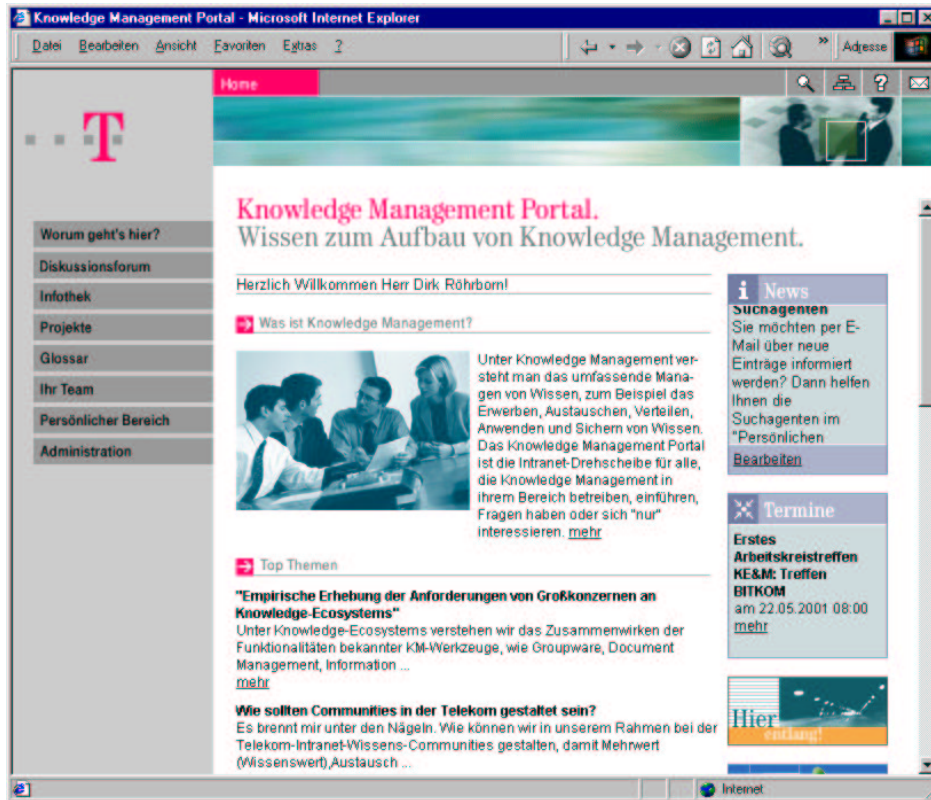 Knowledge Management Portal - Microsoft Internet Explorer
Datei Bearbeiten Ansicht Favoriten Extras ?
» Adresse
Home
T
Worum geht's hier?
Diskussionsforum
Infothek
Projekte
Glossar
Ihr Team
Persönlicher Bereich
Administration
Knowledge Management Portal.
Wissen zum Aufbau von Knowledge Management.
Herzlich Willkommen Herr Dirk Röhrborn!
Was ist Knowledge Management?
Unter Knowledge Management ver-
steht man das umfassende Mana-
gen von Wissen, zum Beispiel das
Erwerben, Austauschen, Verteilen,
Anwenden und Sichern von Wissen.
Das Knowledge Management Portal
ist die Intranet-Drehscheibe für alle,
die Knowledge Management in
ihrem Bereich betreiben, einführen,
Fragen haben oder sich "nur"
interessieren. mehr
Top Themen
"Empirische Erhebung der Anforderungen von Großkonzernen an
Knowledge-Ecosystems"
Unter Knowledge-Ecosystems verstehen wir das Zusammenwirken der
Funktionalitäten bekannter KM-Werkzeuge, wie Groupware, Document
Management, Information ...
mehr
Wie sollten Communities in der Telekom gestaltet sein?
Es brennt mir unter den Nägeln. Wie können wir in unserem Rahmen bei der
Telekom-Intranet-Wissens-Communities gestalten, damit Mehrwert
(Wissenswert),Austausch ...
i News
Suchagenten
Sie möchten per E-
Mail über neue
Einträge informiert
werden? Dann helfen
Ihnen die
Suchagenten im
"Persönlichen
Bearbeiten
Termine
Erstes
Arbeitskreistreffen
KE&M: Treffen
BITKOM
am 22.05.2001 08:00
mehr
Hier
entlang!
Internet